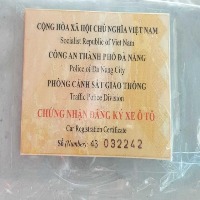 CỘNG HÒA XÃ HỘI CHỦ NGHĨA VIỆT NAM
Socialist Republic of Viet Nam
CÔNG AN THÀNH PHỐ ĐÀ NẴNG
Police of Da Nang City
PHÒNG CẢNH SÁT GIAO THÔNG
Traffic Police Division
CHỨNG NHẬN ĐĂNG KÝ XE Ô TÔ
Car Registration Certificate
Số (Number): 43 032242